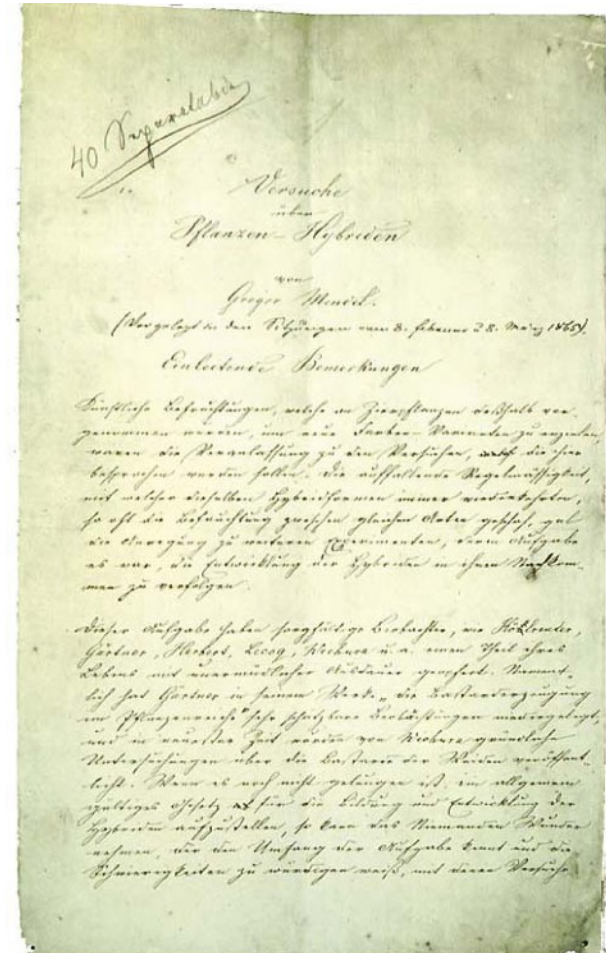 40 Separatabdr.
Versuche
über
Pflanzen-Hybriden
von
Gregor Mendel.
(Vorgelegt in den Sitzungen vom 8. Februar u 8. März 1865).
Einleitende Bemerkungen
Künstliche Befruchtungen, welche an Zierpflanzen deßhalb vor-
genommen wurden, um neue Farben-Varianten zu erzielen,
waren die Veranlassung zu den Versuchen, die hier
besprochen werden sollen. Die auffallende Regelmässigkeit,
mit welcher dieselben Hybridformen immer wiederkehrten,
so oft die Befruchtung zwischen gleichen Arten geschah, gab
die Anregung zu weiteren Experimenten, deren Aufgabe
es war, die Entwicklung der Hybriden in ihren Nachkom-
men zu verfolgen.
Dieser Aufgabe haben sorgfältige Beobachter, wie Kölreuter,
Gärtner, Herbert, Lecoq, Wichura u. a. einen Theil ihres
Lebens mit unermüdlicher Ausdauer geopfert. Nament-
lich hat Gärtner in seinem Werke „die Bastarderzeugung
im Pflanzenreiche" sehr schätzbare Beobachtungen niedergelegt,
und in neuester Zeit wurden von Wichura gründliche
Untersuchungen über die Bastarde der Weiden veröffent-
licht. Wenn es noch nicht gelungen ist, ein allgemein
gültiges Gesetz für die Bildung und Entwicklung der
Hybriden aufzustellen, so kann das Niemanden Wunder
nehmen, der den Umfang der Aufgabe kennt und die
Schwierigkeiten zu würdigen weiß, mit denen Versuche